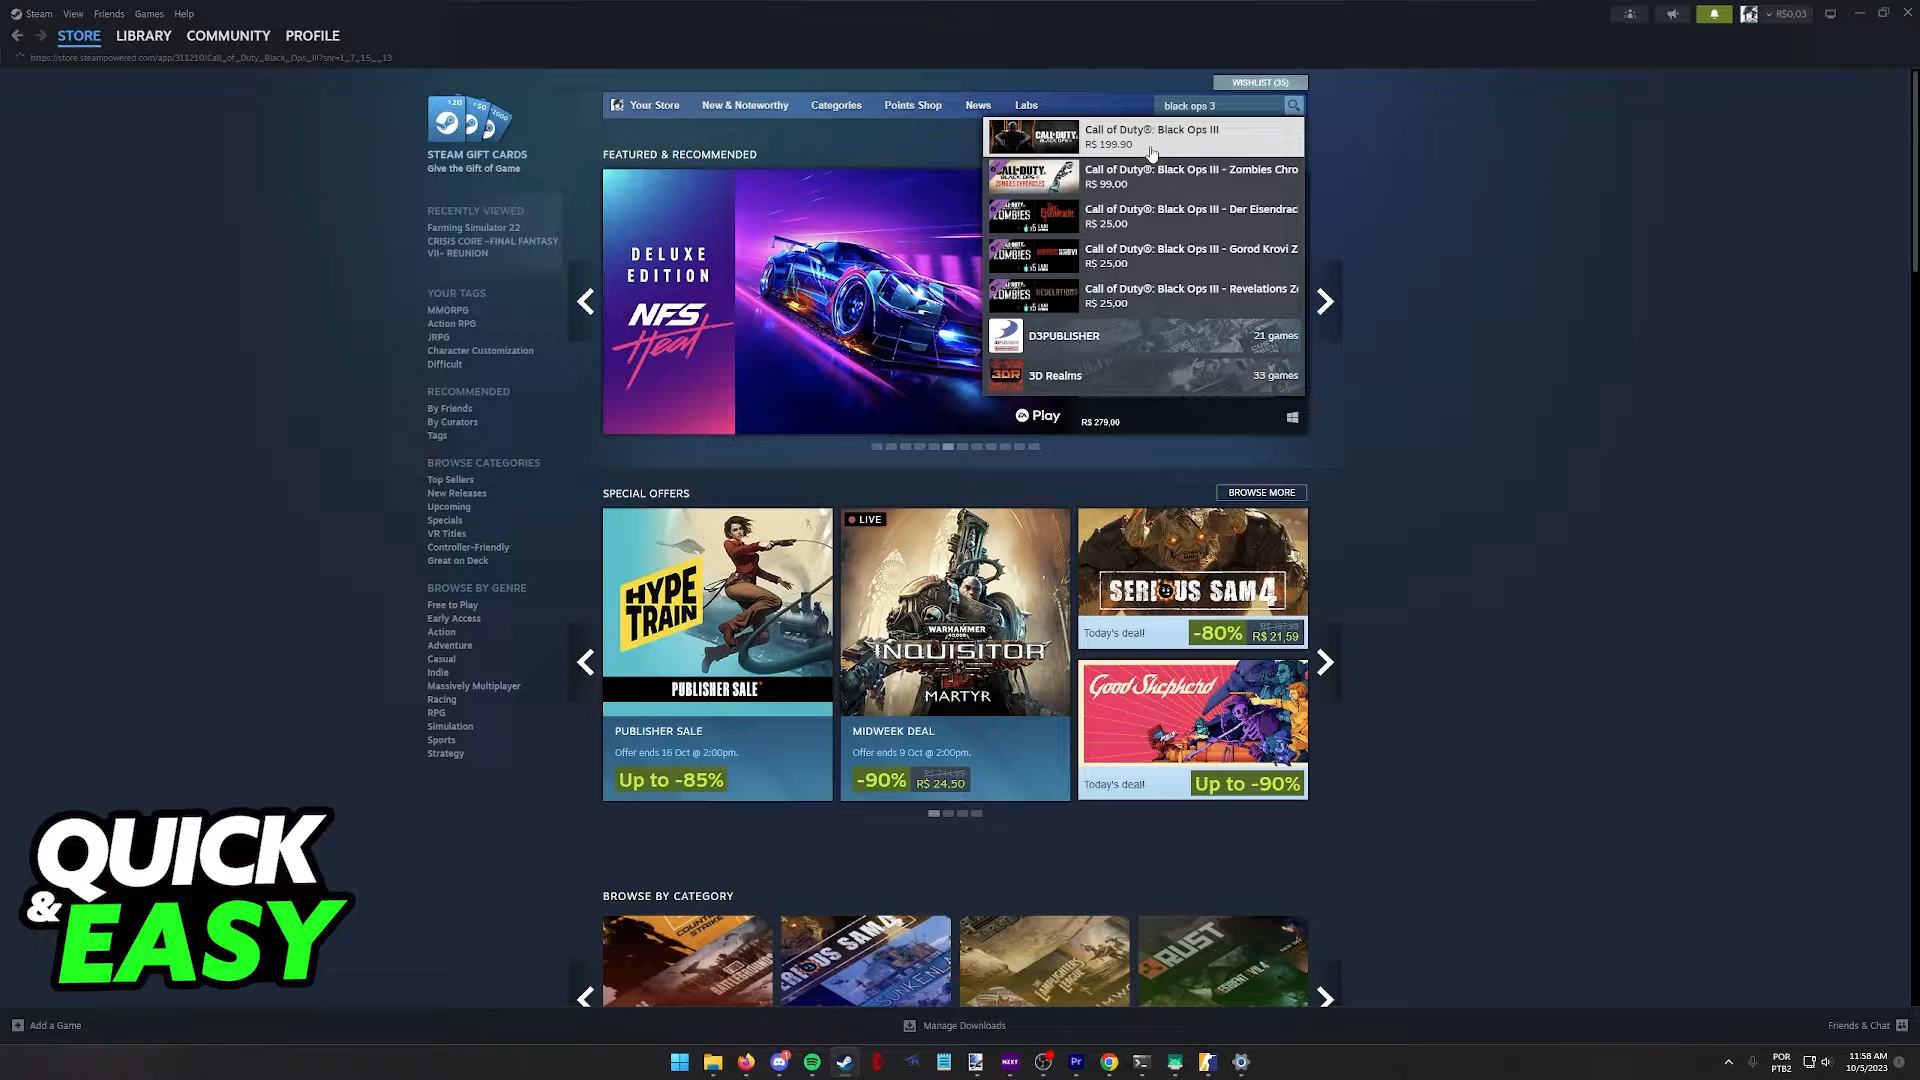 Steam View Friends Games Help
R$0,03
STORE LIBRARY COMMUNITY PROFILE
https://store.steampowered.com/app/311210/Call_of_Duty_Black_Ops_III?snr=1_7_15__13
WISHLIST (35)
Your Store New & Noteworthy Categories Points Shop News Labs
black ops 3
STEAM GIFT CARDS
Give the Gift of Game
RECENTLY VIEWED
Farming Simulator 22
CRISIS CORE –FINAL FANTASY
VII– REUNION
YOUR TAGS
MMORPG
Action RPG
JRPG
Character Customization
Difficult
RECOMMENDED
By Friends
By Curators
Tags
BROWSE CATEGORIES
Top Sellers
New Releases
Upcoming
Specials
VR Titles
Controller-Friendly
Great on Deck
BROWSE BY GENRE
Free to Play
Early Access
Action
Adventure
Casual
Indie
Massively Multiplayer
Racing
RPG
Simulation
Sports
Strategy
FEATURED & RECOMMENDED
DELUXE
EDITION
NFS
Heat
Call of Duty®: Black Ops III
R$ 199,90
Call of Duty®: Black Ops III - Zombies Chro
R$ 99,00
Call of Duty®: Black Ops III - Der Eisendrac
R$ 25,00
Call of Duty®: Black Ops III - Gorod Krovi Z
R$ 25,00
Call of Duty®: Black Ops III - Revelations Z
R$ 25,00
D3PUBLISHER 21 games
3D Realms 33 games
EA Play
R$ 279,00
SPECIAL OFFERS
BROWSE MORE
HYPE
TRAIN
PUBLISHER SALE
PUBLISHER SALE
Offer ends 16 Oct @ 2:00pm.
Up to -85%
LIVE
WARHAMMER
INQUISITOR
MARTYR
MIDWEEK DEAL
Offer ends 9 Oct @ 2:00pm.
-90% R$ 24,50
SERIOUS SAM 4
Today's deal! -80% R$ 21,59
Good Shepherd
Today's deal! Up to -90%
BROWSE BY CATEGORY
QUICK
& EASY
Add a Game
Manage Downloads
Friends & Chat
POR
PTB2
11:58 AM
10/5/2023